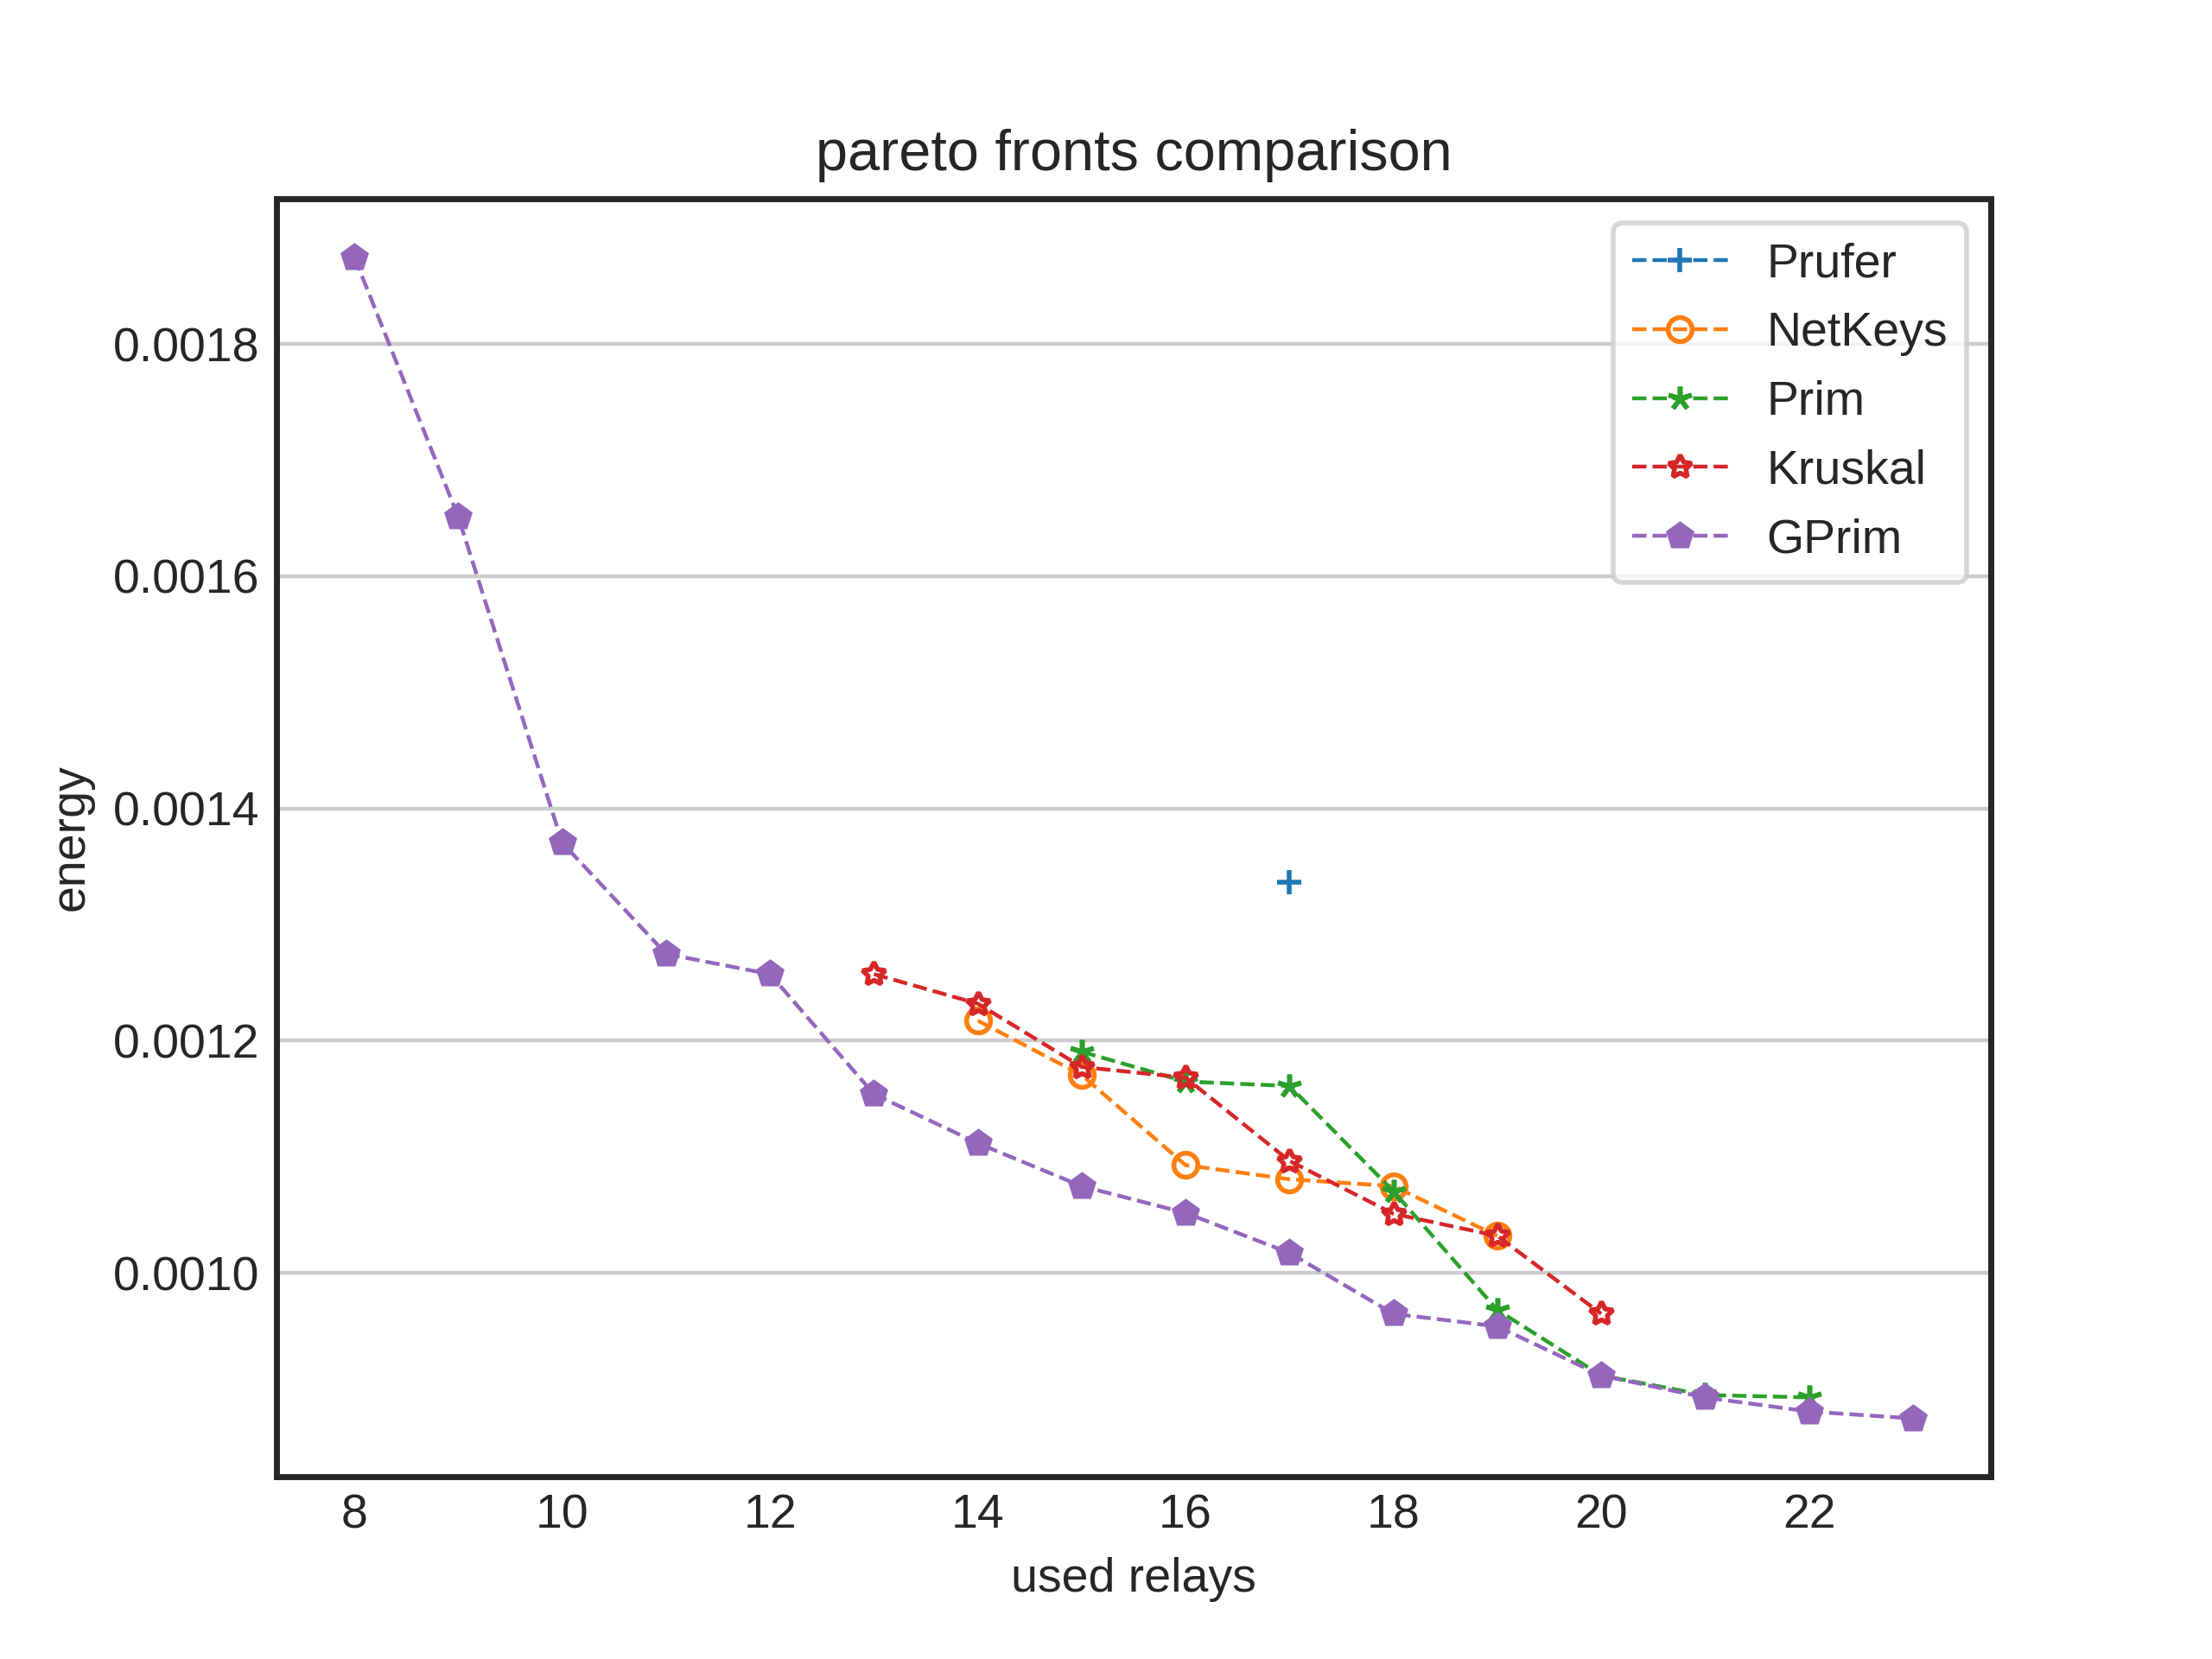 pareto fronts comparison
Prufer
NetKeys
Prim
Kruskal
GPrim
energy
0.0018
0.0016
0.0014
0.0012
0.0010
8 10 12 14 16 18 20 22
used relays